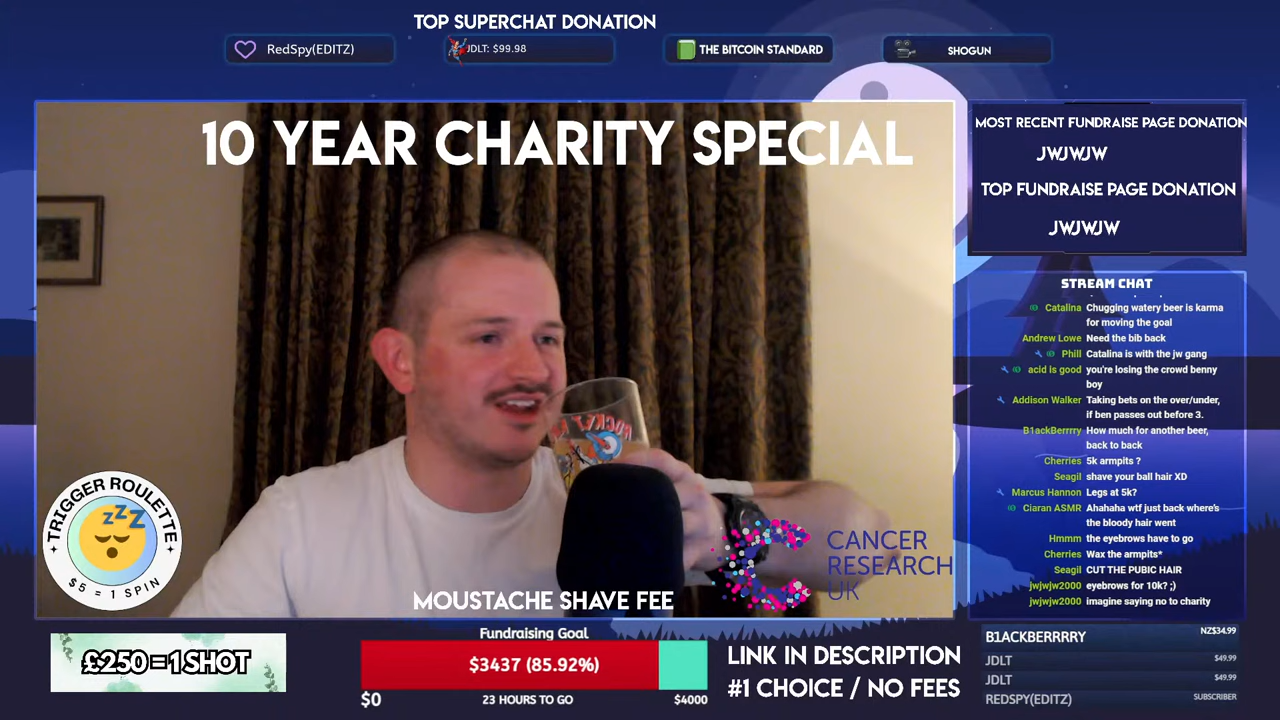 TOP SUPERCHAT DONATION
RedSpy(EDITZ)
JDLT: $99.98
THE BITCOIN STANDARD
SHOGUN
10 YEAR CHARITY SPECIAL
MOST RECENT FUNDRAISE PAGE DONATION
JWJWJW
TOP FUNDRAISE PAGE DONATION
JWJWJW
STREAM CHAT
Catalina Chugging watery beer is karma
for moving the goal
Andrew Lowe Need the bib back
Phill Catalina is with the jw gang
acid is good you're losing the crowd benny
boy
Addison Walker Taking bets on the over/under,
if ben passes out before 3.
B1ackBerrrry How much for another beer,
back to back
Cherries 5k armpits ?
Seagil shave your ball hair XD
Marcus Hannon Legs at 5k?
Ciaran ASMR Ahahaha wtf just back where's
the bloody hair went
Hmmm the eyebrows have to go
Cherries Wax the armpits*
Seagil CUT THE PUBIC HAIR
jwjwjw2000 eyebrows for 10k? ;)
jwjwjw2000 imagine saying no to charity
TRIGGER ROULETTE
zzZ
$5 = 1 SPIN
CANCER
RESEARCH
UK
MOUSTACHE SHAVE FEE
£250 = 1 SHOT
Fundraising Goal
$3437 (85.92%)
$0
23 HOURS TO GO
$4000
LINK IN DESCRIPTION
#1 CHOICE / NO FEES
B1ACKBERRRRY NZ$34.99
JDLT $49.99
JDLT $49.99
REDSPY(EDITZ) SUBSCRIBER